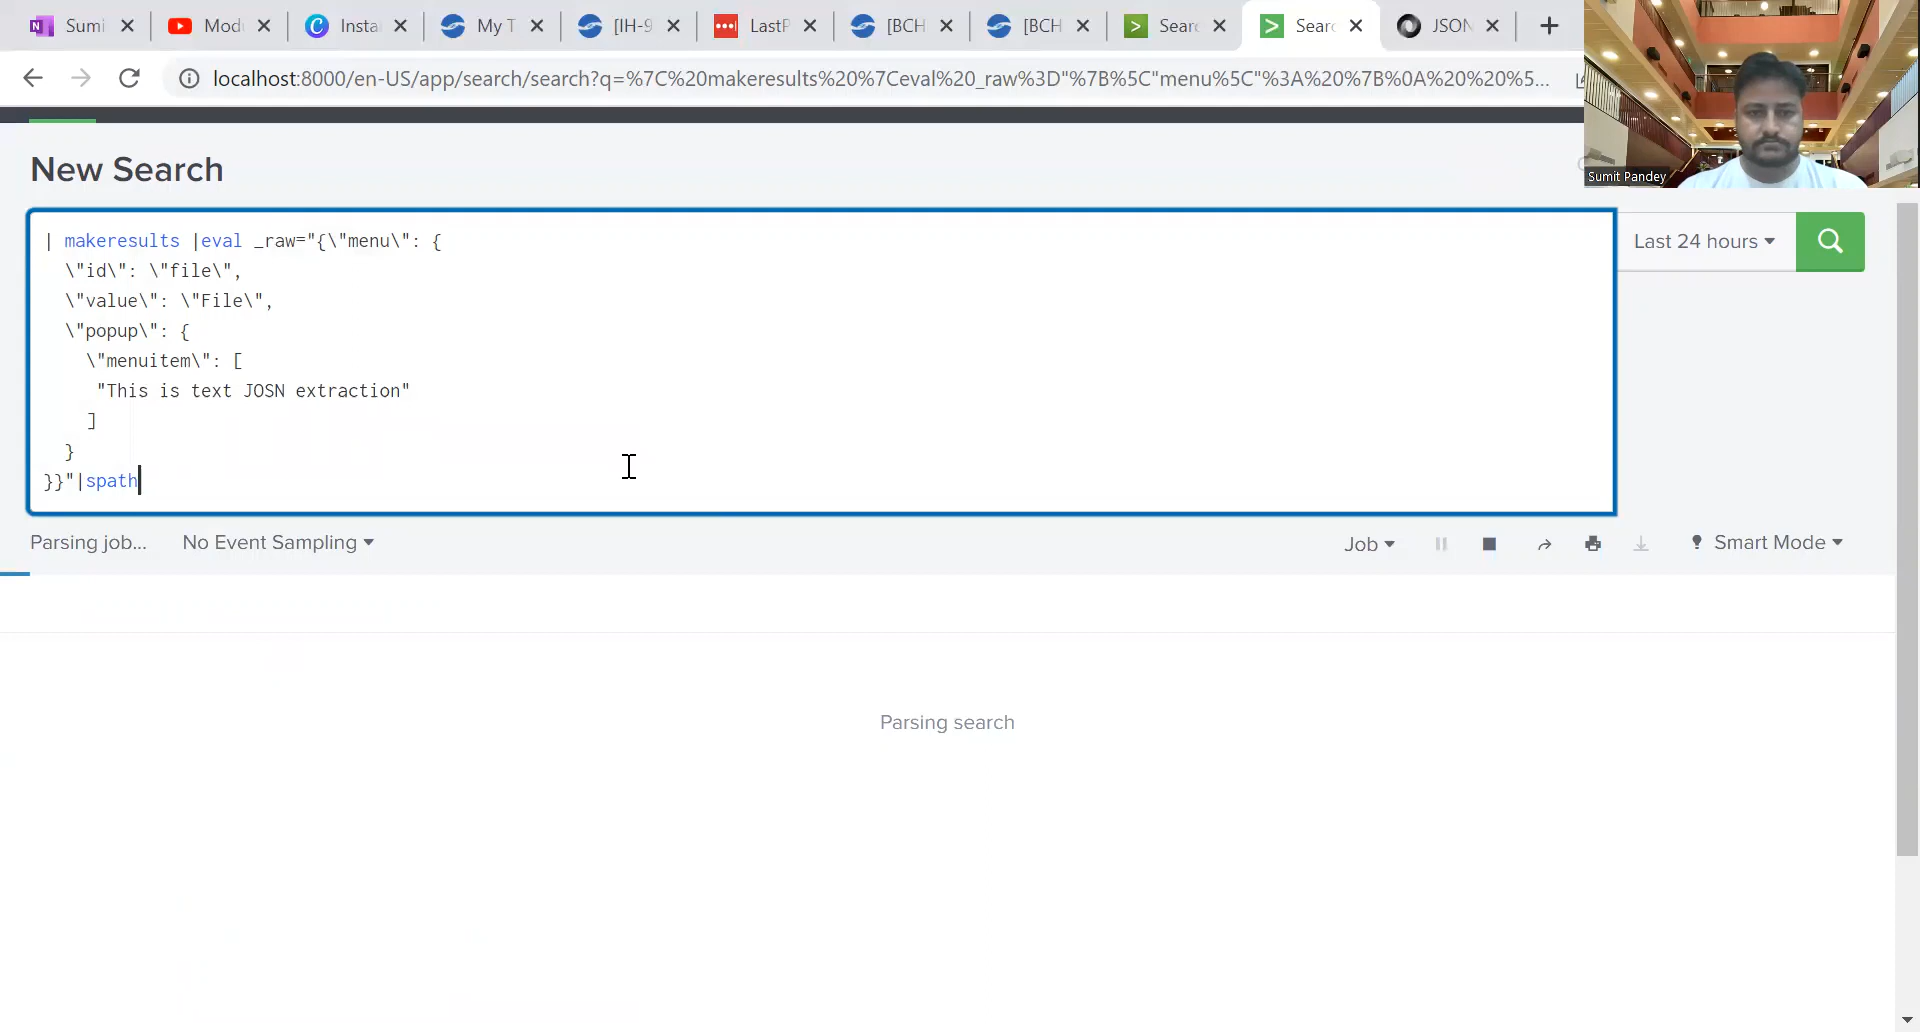 Sumi
Modu
Insta
My T
[IH-9
LastP
[BCH
[BCH
Searc
Searc
JSON
localhost:8000/en-US/app/search/search?q=%7C%20makeresults%20%7Ceval%20_raw%3D"%7B%5C"menu%5C"%3A%20%7B%0A%20%20%5...
Sumit Pandey
New Search
| makeresults |eval _raw="{\"menu\": {
\"id\": \"file\",
\"value\": \"File\",
\"popup\": {
\"menuitem\": [
"This is text JOSN extraction"
]
}
}}"|spath
Last 24 hours
Parsing job...
No Event Sampling
Job
Smart Mode
Parsing search